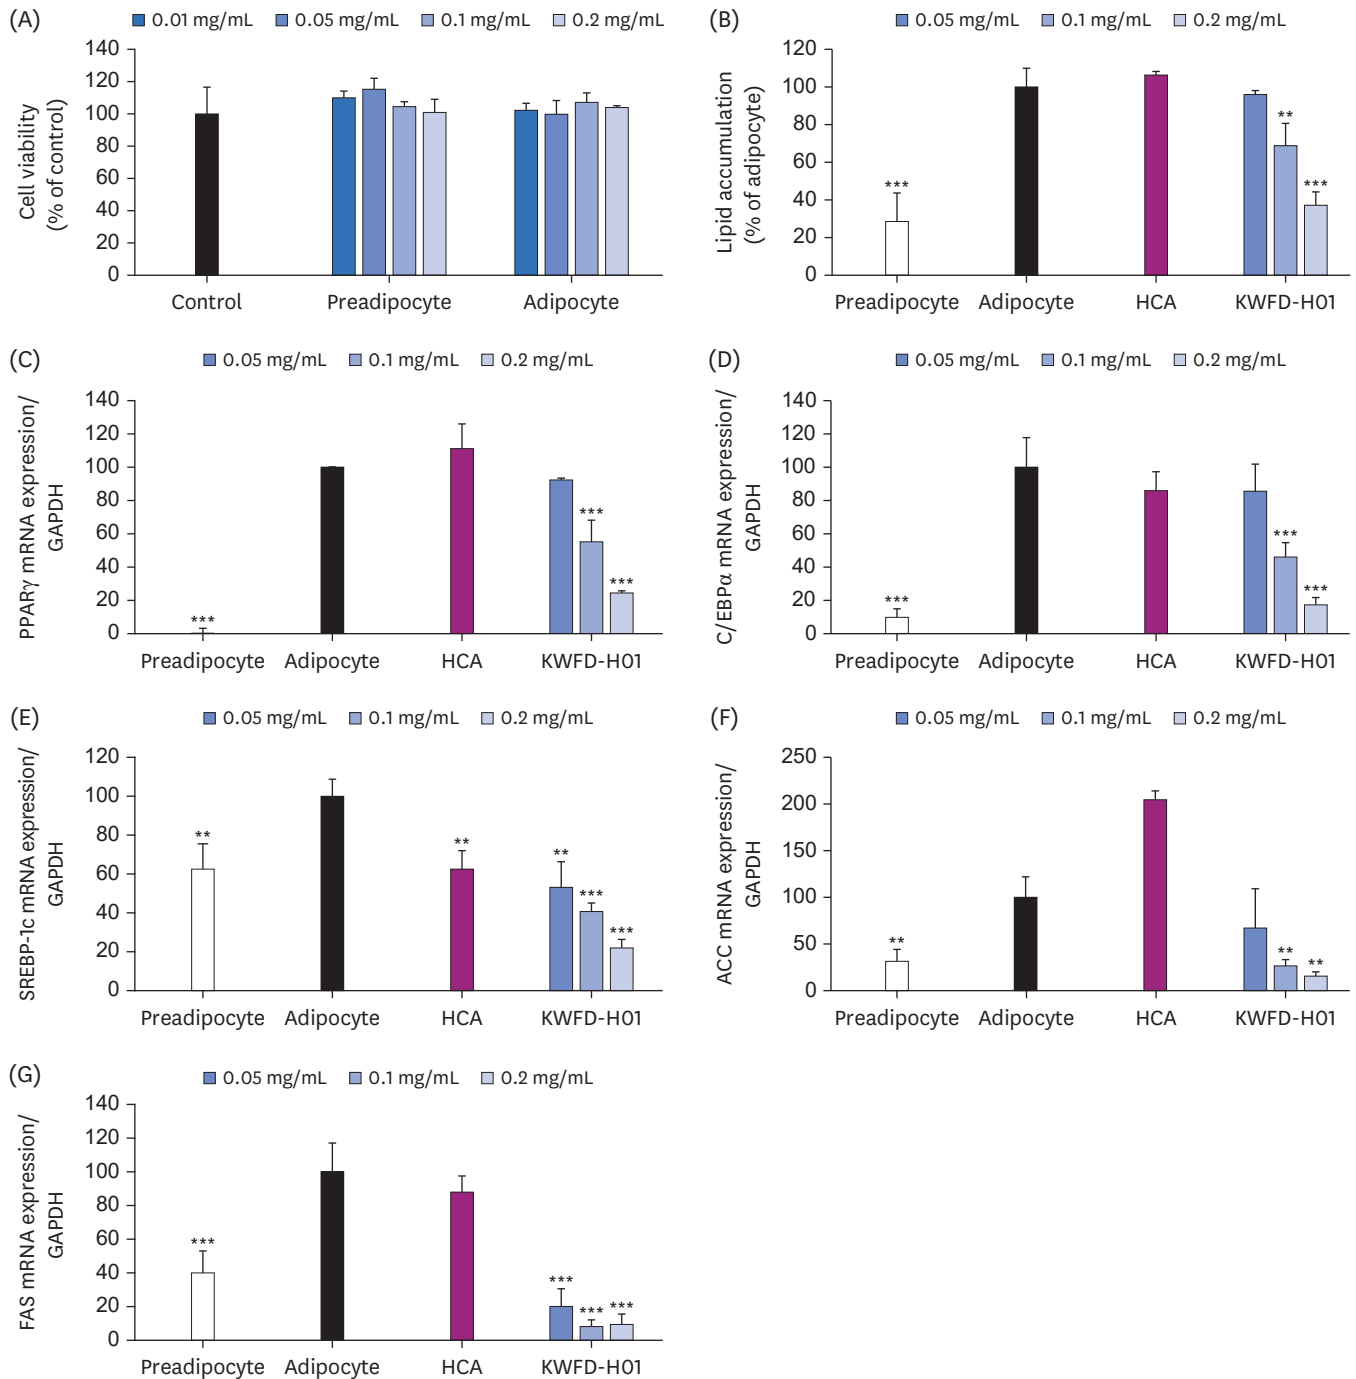 (A)
0.01 mg/mL 0.05 mg/mL 0.1 mg/mL 0.2 mg/mL
Cell viability
(% of control)
140
120
100
80
60
40
20
0
Control Preadipocyte Adipocyte
(B)
0.05 mg/mL 0.1 mg/mL 0.2 mg/mL
Lipid accumulation
(% of adipocyte)
120
100
80
60
40
20
0
***
**
***
Preadipocyte Adipocyte HCA KWFD-H01
(C)
0.05 mg/mL 0.1 mg/mL 0.2 mg/mL
PPARγ mRNA expression/
GAPDH
140
120
100
80
60
40
20
0
***
***
***
Preadipocyte Adipocyte HCA KWFD-H01
(D)
0.05 mg/mL 0.1 mg/mL 0.2 mg/mL
C/EBPα mRNA expression/
GAPDH
140
120
100
80
60
40
20
0
***
***
***
Preadipocyte Adipocyte HCA KWFD-H01
(E)
0.05 mg/mL 0.1 mg/mL 0.2 mg/mL
SREBP-1c mRNA expression/
GAPDH
120
100
80
60
40
20
0
**
**
**
***
***
Preadipocyte Adipocyte HCA KWFD-H01
(F)
0.05 mg/mL 0.1 mg/mL 0.2 mg/mL
ACC mRNA expression/
GAPDH
250
200
150
100
50
0
**
**
**
Preadipocyte Adipocyte HCA KWFD-H01
(G)
0.05 mg/mL 0.1 mg/mL 0.2 mg/mL
FAS mRNA expression/
GAPDH
140
120
100
80
60
40
20
0
***
***
***
***
Preadipocyte Adipocyte HCA KWFD-H01